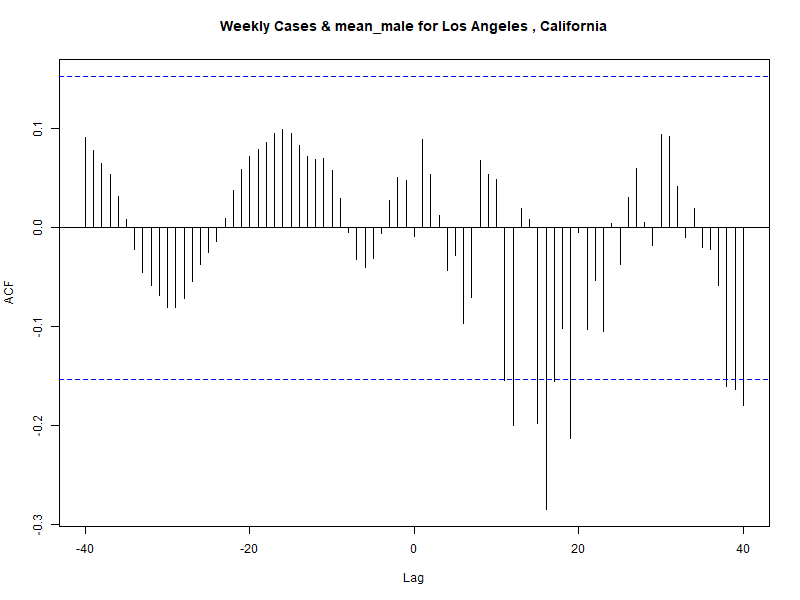 Weekly Cases & mean_male for Los Angeles , California
ACF
0.1
0.0
-0.1
-0.2
-0.3
-40 -20 0 20 40
Lag